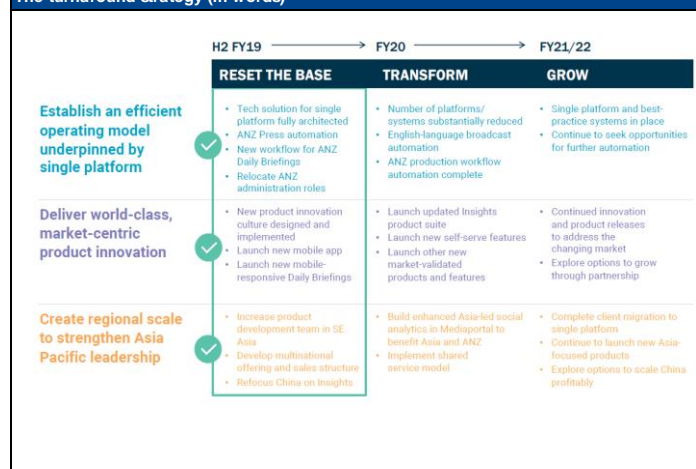 The turnaround strategy (in words)
H2 FY19 FY20 FY21/22
RESET THE BASE TRANSFORM GROW
Establish an efficient
operating model
underpinned by
single platform
• Tech solution for single
platform fully architected
• ANZ Press automation
• New workflow for ANZ
Daily Briefings
• Relocate ANZ
administration roles
• Number of platforms/
systems substantially reduced
• English-language broadcast
automation
• ANZ production workflow
automation complete
• Single platform and best-
practice systems in place
• Continue to seek opportunities
for further automation
Deliver world-class,
market-centric
product innovation
• New product innovation
culture designed and
implemented
• Launch new mobile app
• Launch new mobile-
responsive Daily Briefings
• Launch updated Insights
product suite
• Launch new self-serve features
• Launch other new
market-validated
products and features
• Continued innovation
and product releases
to address the
changing market
• Explore options to grow
through partnership
Create regional scale
to strengthen Asia
Pacific leadership
• Increase product
development team in SE
Asia
• Develop multinational
offering and sales structure
• Refocus China on Insights
• Build enhanced Asia-led social
analytics in Mediaportal to
benefit Asia and ANZ
• Implement shared
service model
• Complete client migration to
single platform
• Continue to launch new Asia-
focused products
• Explore options to scale China
profitably